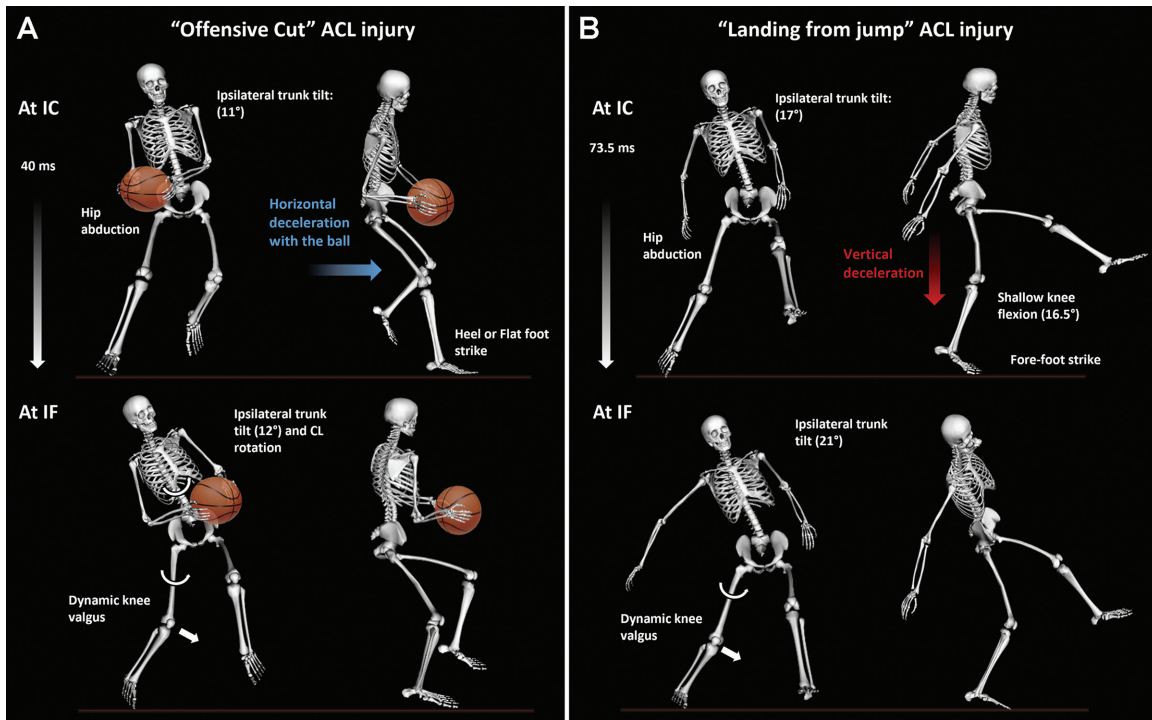 A
“Offensive Cut” ACL injury
At IC
40 ms
Ipsilateral trunk tilt:
(11°)
Hip
abduction
Horizontal
deceleration
with the ball
Heel or Flat foot
strike
At IF
Ipsilateral trunk
tilt (12°) and CL
rotation
Dynamic knee
valgus
B
“Landing from jump” ACL injury
At IC
73.5 ms
Ipsilateral trunk tilt:
(17°)
Hip
abduction
Vertical
deceleration
Shallow knee
flexion (16.5°)
Fore-foot strike
At IF
Ipsilateral trunk
tilt (21°)
Dynamic knee
valgus